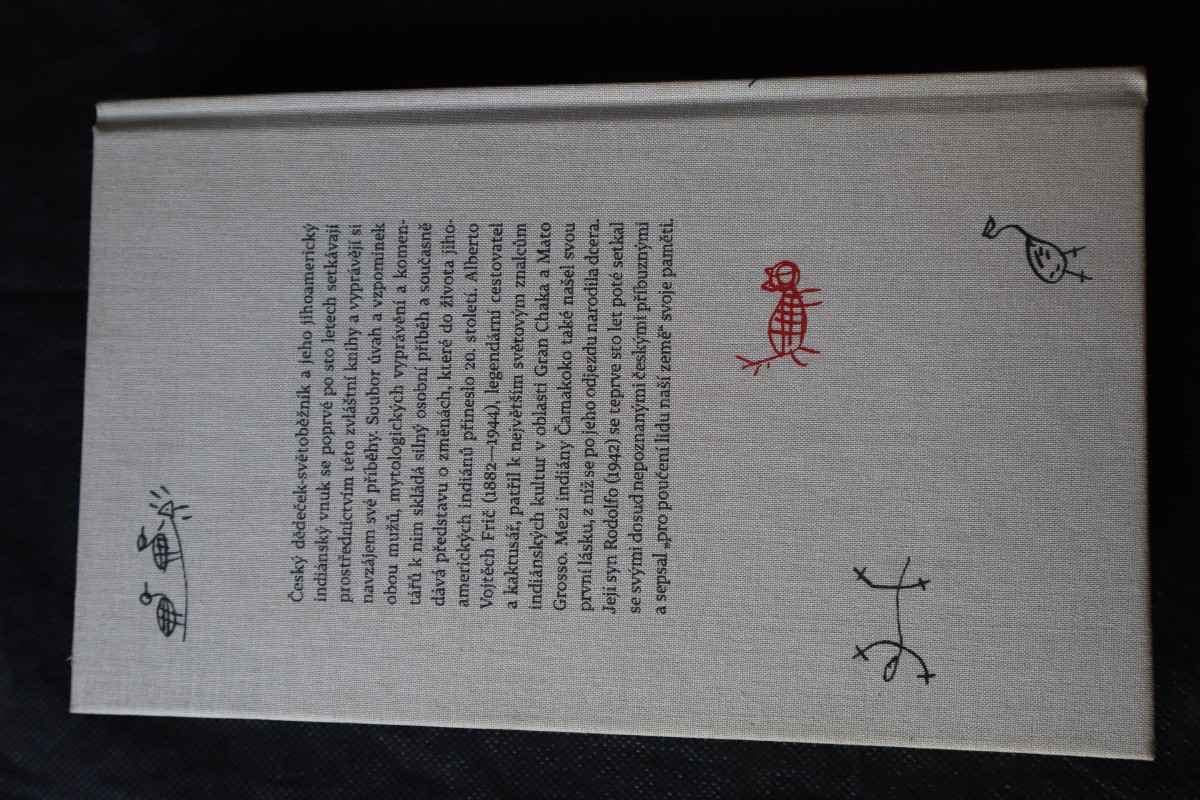 Český dědeček-světoběžník a jeho jihoamerický
indiánský vnuk se poprvé po sto letech setkávají
prostřednictvím této zvláštní knihy a vyprávějí si
navzájem své příběhy. Soubor úvah a vzpomínek
obou mužů, mytologických vyprávění a komen-
tářů k nim skládá silný osobní příběh a současně
dává představu o změnách, které do života jiho-
amerických indiánů přineslo 20. století. Alberto
Vojtěch Frič (1882—1944), legendární cestovatel
a kaktusář, patřil k největším světovým znalcům
indiánských kultur v oblasti Gran Chaka a Mato
Grosso. Mezi indiány Čamakoko také našel svou
první lásku, z níž se po jeho odjezdu narodila dcera.
Její syn Rodolfo (1942) se teprve sto let poté setkal
se svými dosud nepoznanými českými příbuznými
a sepsal „pro poučení lidu naší země“ svoje paměti.